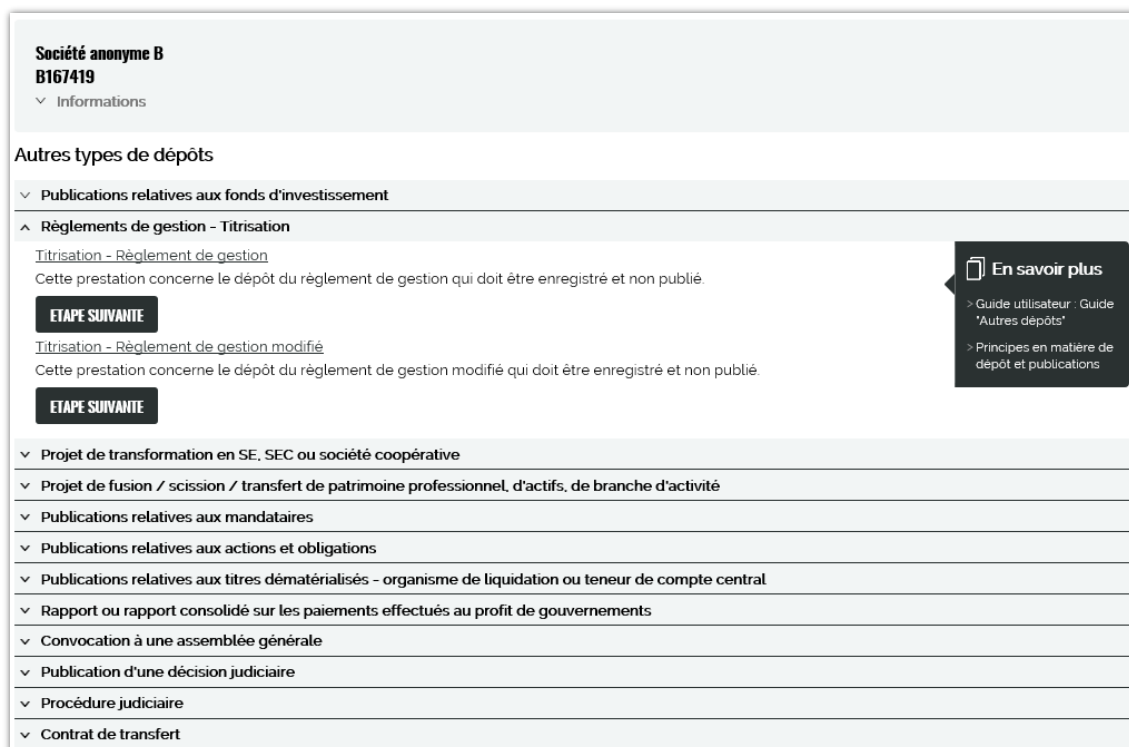 Société anonyme B
B167419
Informations
Autres types de dépôts
Publications relatives aux fonds d'investissement
Règlements de gestion - Titrisation
Titrisation - Règlement de gestion
Cette prestation concerne le dépôt du règlement de gestion qui doit être enregistré et non publié.
ETAPE SUIVANTE
Titrisation - Règlement de gestion modifié
Cette prestation concerne le dépôt du règlement de gestion modifié qui doit être enregistré et non publié.
ETAPE SUIVANTE
En savoir plus
> Guide utilisateur : Guide
"Autres dépôts"
> Principes en matière de
dépôt et publications
Projet de transformation en SE, SEC ou société coopérative
Projet de fusion / scission / transfert de patrimoine professionnel, d'actifs, de branche d'activité
Publications relatives aux mandataires
Publications relatives aux actions et obligations
Publications relatives aux titres dématérialisés - organisme de liquidation ou teneur de compte central
Rapport ou rapport consolidé sur les paiements effectués au profit de gouvernements
Convocation à une assemblée générale
Publication d'une décision judiciaire
Procédure judiciaire
Contrat de transfert